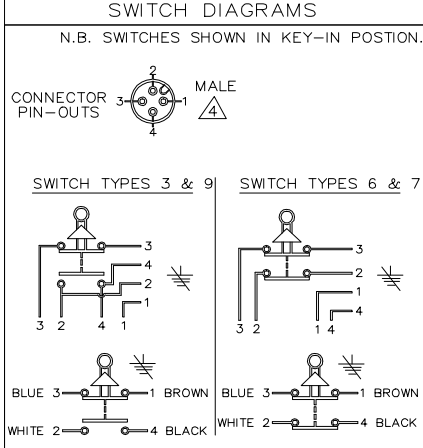 SWITCH DIAGRAMS
N.B. SWITCHES SHOWN IN KEY-IN POSTION.
2
CONNECTOR PIN-OUTS 3 1 MALE
4
4
SWITCH TYPES 3 & 9
3
4
2
1
3 2 4 1
BLUE 3 1 BROWN
WHITE 2 4 BLACK
SWITCH TYPES 6 & 7
3
2
1
4
3 2 1 4
BLUE 3 1 BROWN
WHITE 2 4 BLACK